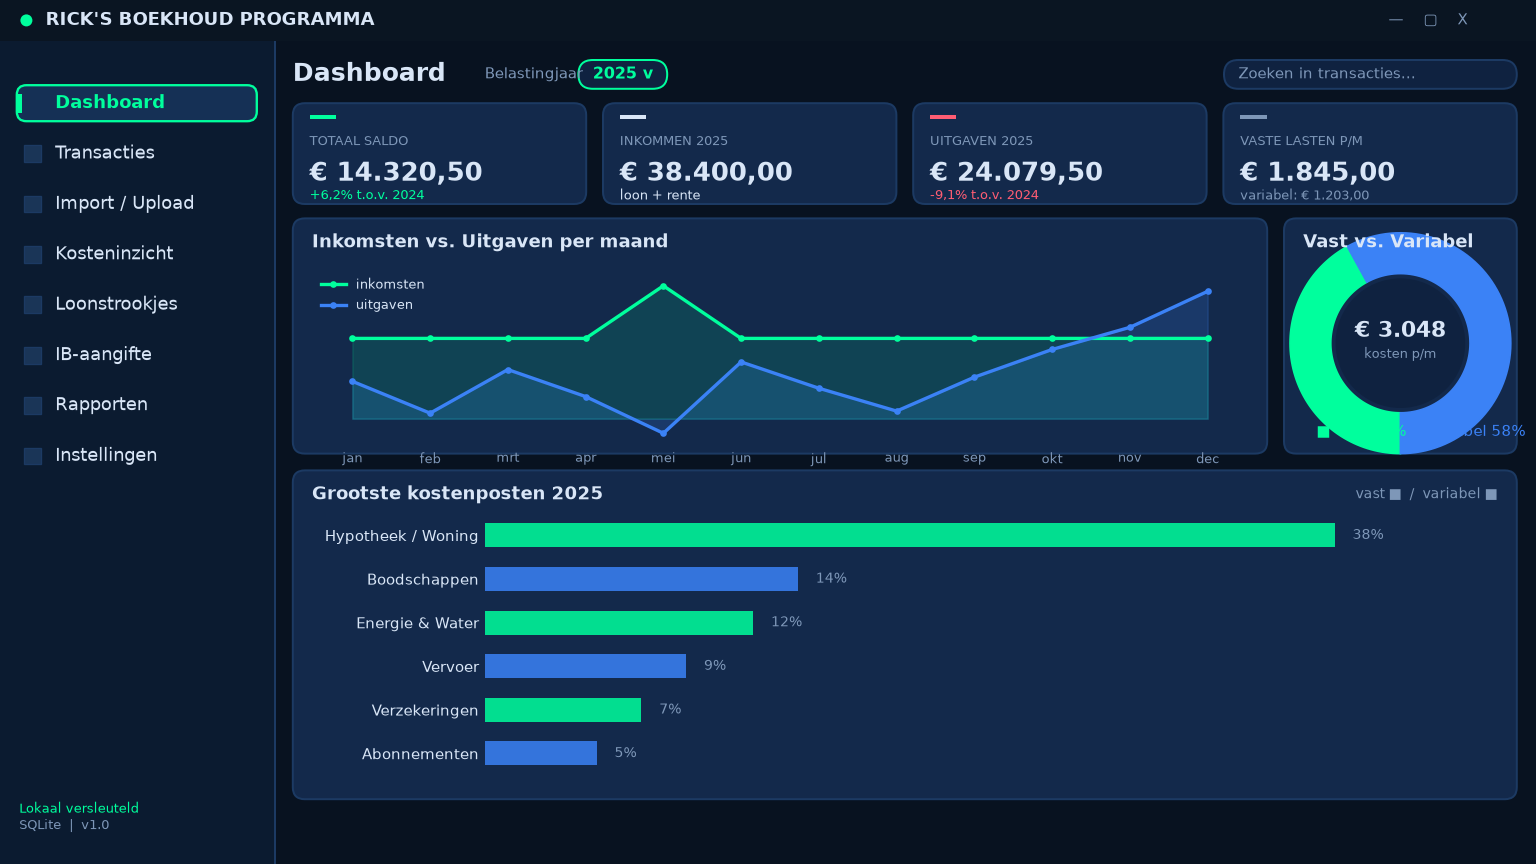 RICK'S BOEKHOUD PROGRAMMA
— ▢ X
Dashboard
Transacties
Import / Upload
Kosteninzicht
Loonstrookjes
IB-aangifte
Rapporten
Instellingen
Lokaal versleuteld
SQLite | v1.0
Dashboard
Belastingjaar
2025 v
Zoeken in transacties...
TOTAAL SALDO
€ 14.320,50
+6,2% t.o.v. 2024
INKOMEN 2025
€ 38.400,00
loon + rente
UITGAVEN 2025
€ 24.079,50
-9,1% t.o.v. 2024
VASTE LASTEN P/M
€ 1.845,00
variabel: € 1.203,00
Inkomsten vs. Uitgaven per maand
inkomsten
uitgaven
jan feb mrt apr mei jun jul aug sep okt nov dec
Vast vs. Variabel
€ 3.048
kosten p/m
58%
Grootste kostenposten 2025
vast ■ / variabel ■
Hypotheek / Woning 38%
Boodschappen 14%
Energie & Water 12%
Vervoer 9%
Verzekeringen 7%
Abonnementen 5%